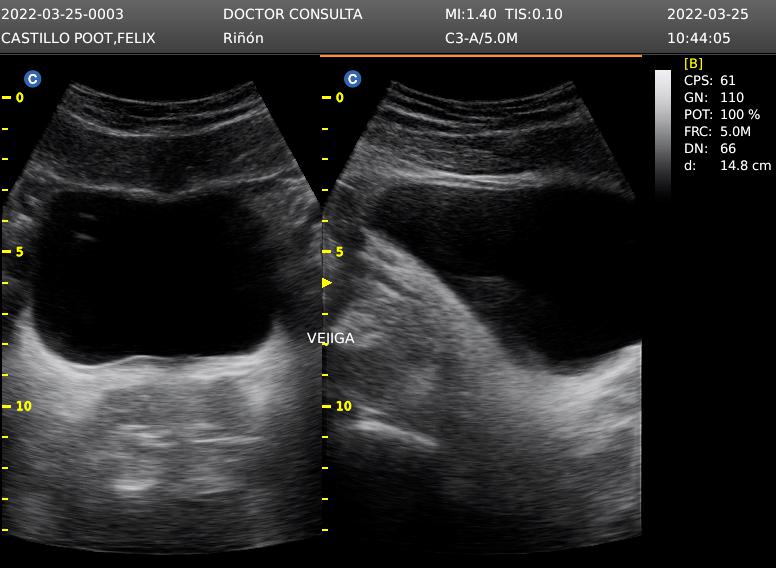 2022-03-25-0003 DOCTOR CONSULTA MI:1.40 TIS:0.10 2022-03-25
CASTILLO POOT,FELIX Riñón C3-A/5.0M 10:44:05
C C
0 0
5 5
10 10
VEJIGA
[B]
CPS: 61
GN: 110
POT: 100 %
FRC: 5.0M
DN: 66
d: 14.8 cm